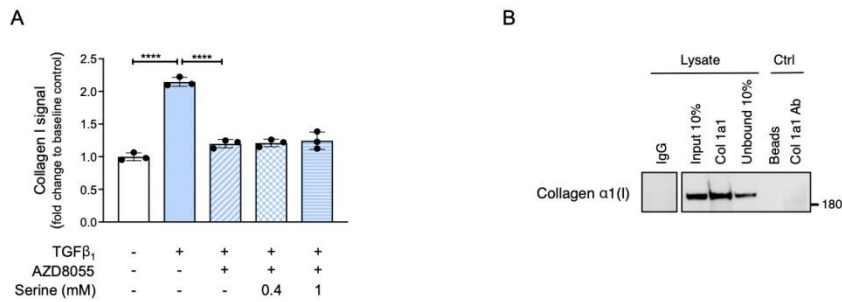 A
Collagen I signal
(fold change to baseline control)
2.5
2.0
1.5
1.0
0.5
0.0
**** ****
TGFβ₁ - + + + +
AZD8055 - - + + +
Serine (mM) - - - 0.4 1
B
Lysate Ctrl
IgG
Input 10%
Col 1a1
Unbound 10%
Beads
Col 1a1 Ab
Collagen α1(I)
180